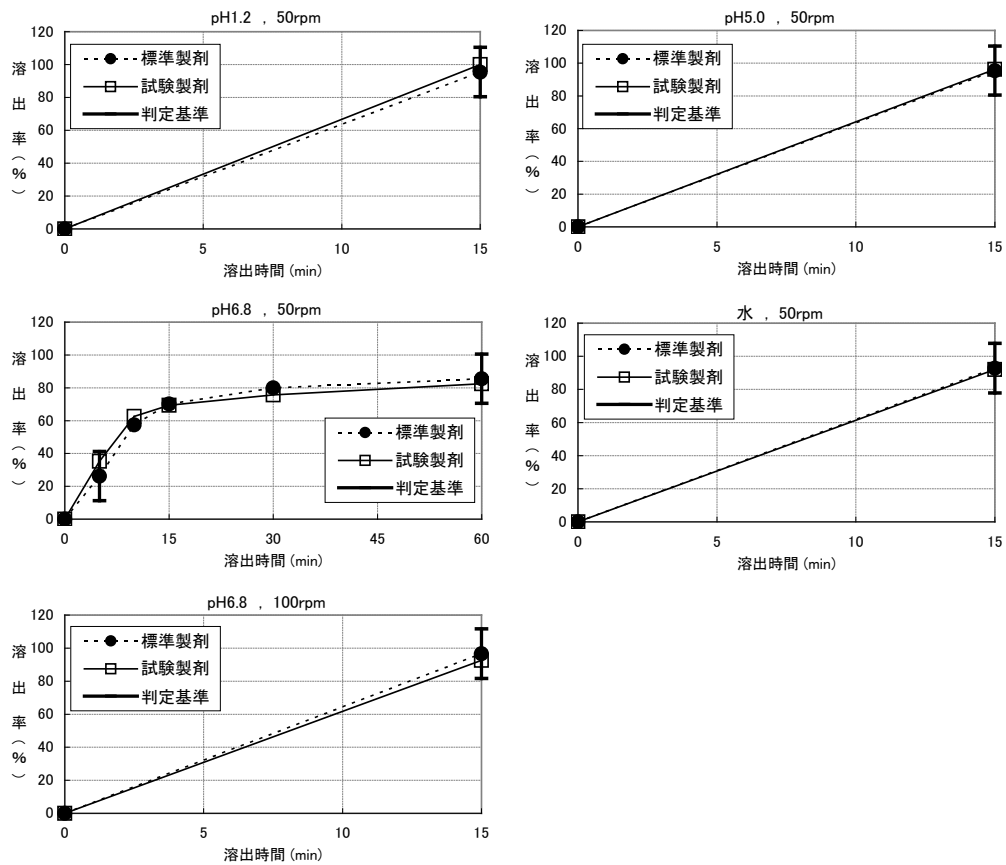 pH1.2 , 50rpm
溶出率(%)
120
100
80
60
40
20
0
標準製剤
試験製剤
判定基準
0 5 10 15
溶出時間(min)
pH5.0 , 50rpm
溶出率(%)
120
100
80
60
40
20
0
標準製剤
試験製剤
判定基準
0 5 10 15
溶出時間(min)
pH6.8 , 50rpm
溶出率(%)
120
100
80
60
40
20
0
標準製剤
試験製剤
判定基準
0 15 30 45 60
溶出時間(min)
水 , 50rpm
溶出率(%)
120
100
80
60
40
20
0
標準製剤
試験製剤
判定基準
0 5 10 15
溶出時間(min)
pH6.8 , 100rpm
溶出率(%)
120
100
80
60
40
20
0
標準製剤
試験製剤
判定基準
0 5 10 15
溶出時間(min)